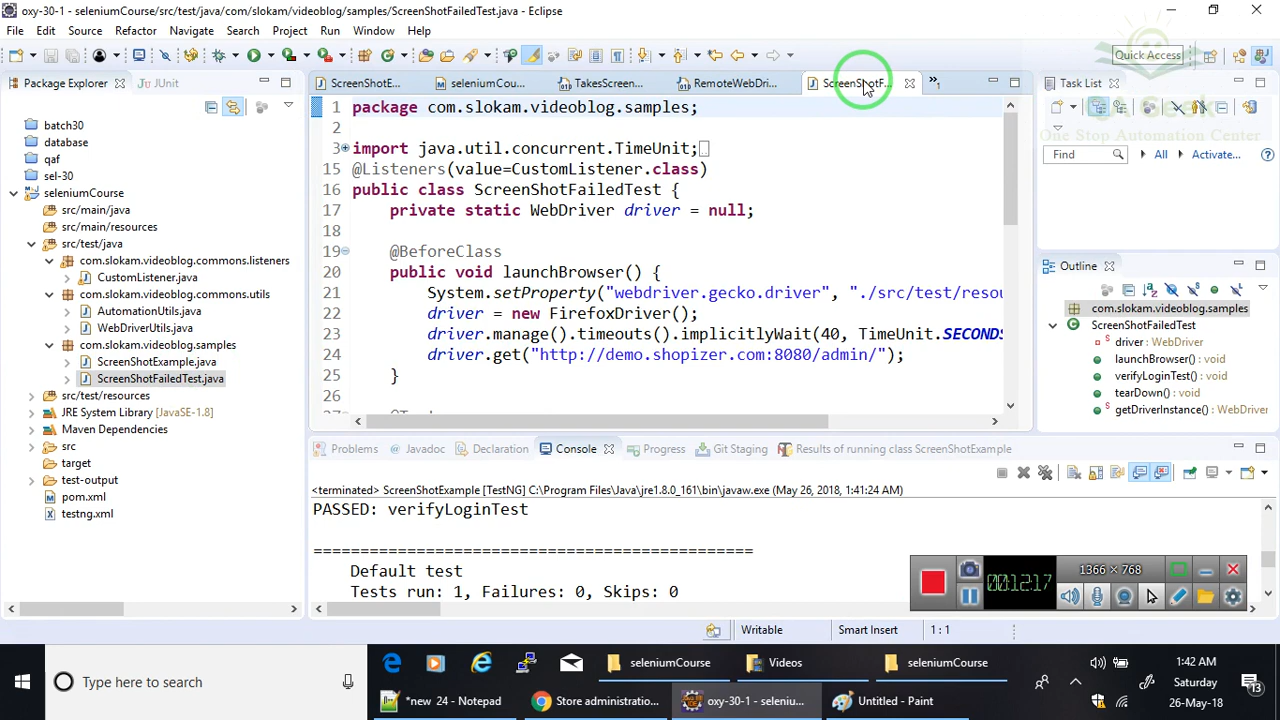 oxy-30-1 - seleniumCourse/src/test/java/com/slokam/videoblog/samples/ScreenShotFailedTest.java - Eclipse
File Edit Source Refactor Navigate Search Project Run Window Help
Quick Access
Package Explorer JUnit
batch30
database
qaf
sel-30
seleniumCourse
src/main/java
src/main/resources
src/test/java
com.slokam.videoblog.commons.listeners
CustomListener.java
com.slokam.videoblog.commons.utils
AutomationUtils.java
WebDriverUtils.java
com.slokam.videoblog.samples
ScreenShotExample.java
ScreenShotFailedTest.java
src/test/resources
JRE System Library [JavaSE-1.8]
Maven Dependencies
src
target
test-output
pom.xml
testng.xml
ScreenShotE... seleniumCou... TakesScreen... RemoteWebDri... ScreenShotF... »1
1 package com.slokam.videoblog.samples;
2
3 import java.util.concurrent.TimeUnit;
15 @Listeners(value=CustomListener.class)
16 public class ScreenShotFailedTest {
17 private static WebDriver driver = null;
18
19 @BeforeClass
20 public void launchBrowser() {
21 System.setProperty("webdriver.gecko.driver", "./src/test/resou
22 driver = new FirefoxDriver();
23 driver.manage().timeouts().implicitlyWait(40, TimeUnit.SECONDS
24 driver.get("http://demo.shopizer.com:8080/admin/");
25 }
26
Task List
One Stop Automation Center
Find All Activate...
Outline
com.slokam.videoblog.samples
ScreenShotFailedTest
driver : WebDriver
launchBrowser() : void
verifyLoginTest() : void
tearDown() : void
getDriverInstance() : WebDriver
Problems Javadoc Declaration Console Progress Git Staging Results of running class ScreenShotExample
<terminated> ScreenShotExample [TestNG] C:\Program Files\Java\jre1.8.0_161\bin\javaw.exe (May 26, 2018, 1:41:24 AM)
PASSED: verifyLoginTest
===============================================
Default test
Tests run: 1, Failures: 0, Skips: 0
1366 × 768
00:12:17
Writable Smart Insert 1 : 1
seleniumCourse Videos seleniumCourse
Type here to search
*new 24 - Notepad Store administratio... oxy-30-1 - seleniu... Untitled - Paint
1:42 AM
Saturday
26-May-18
13